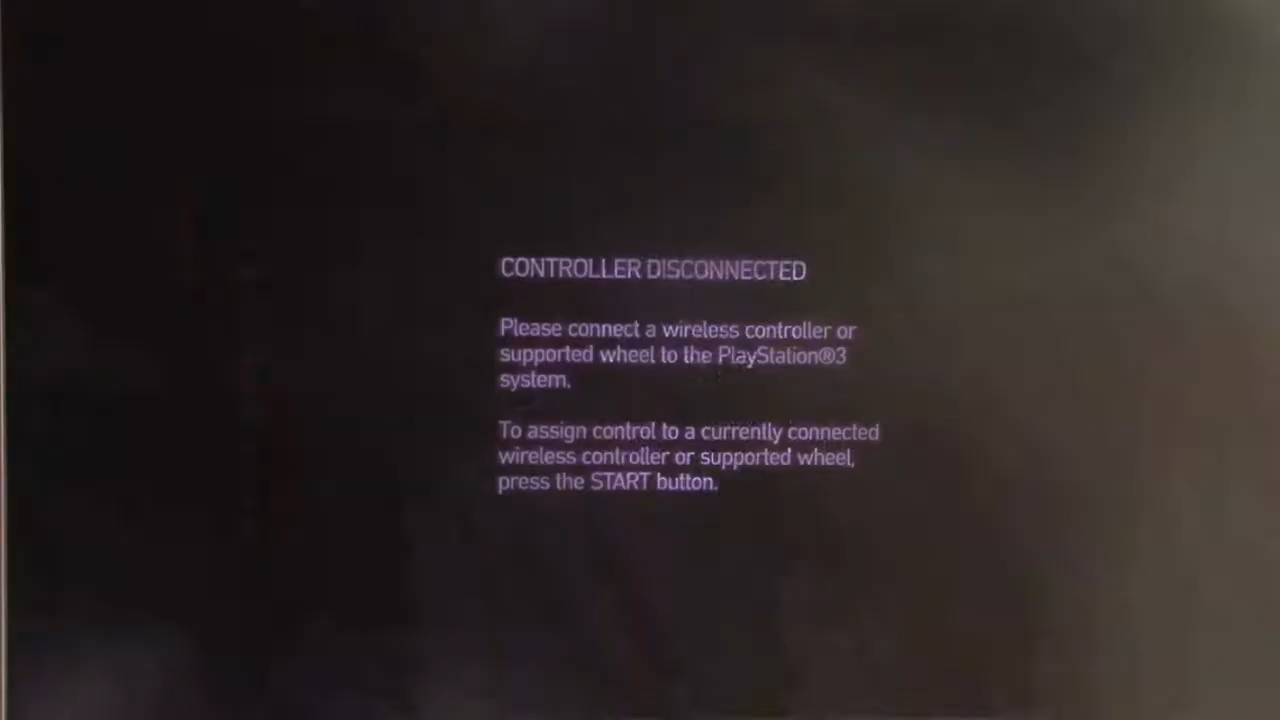 CONTROLLER DISCONNECTED
Please connect a wireless controller or
supported wheel to the PlayStation®3
system.
To assign control to a currently connected
wireless controller or supported wheel,
press the START button.